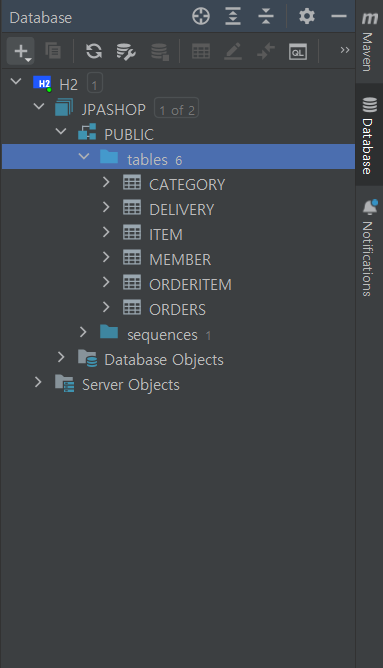 Database
H2 1
JPASHOP 1 of 2
PUBLIC
tables 6
CATEGORY
DELIVERY
ITEM
MEMBER
ORDERITEM
ORDERS
sequences 1
Database Objects
Server Objects
QL
m
Maven
Database
Notifications